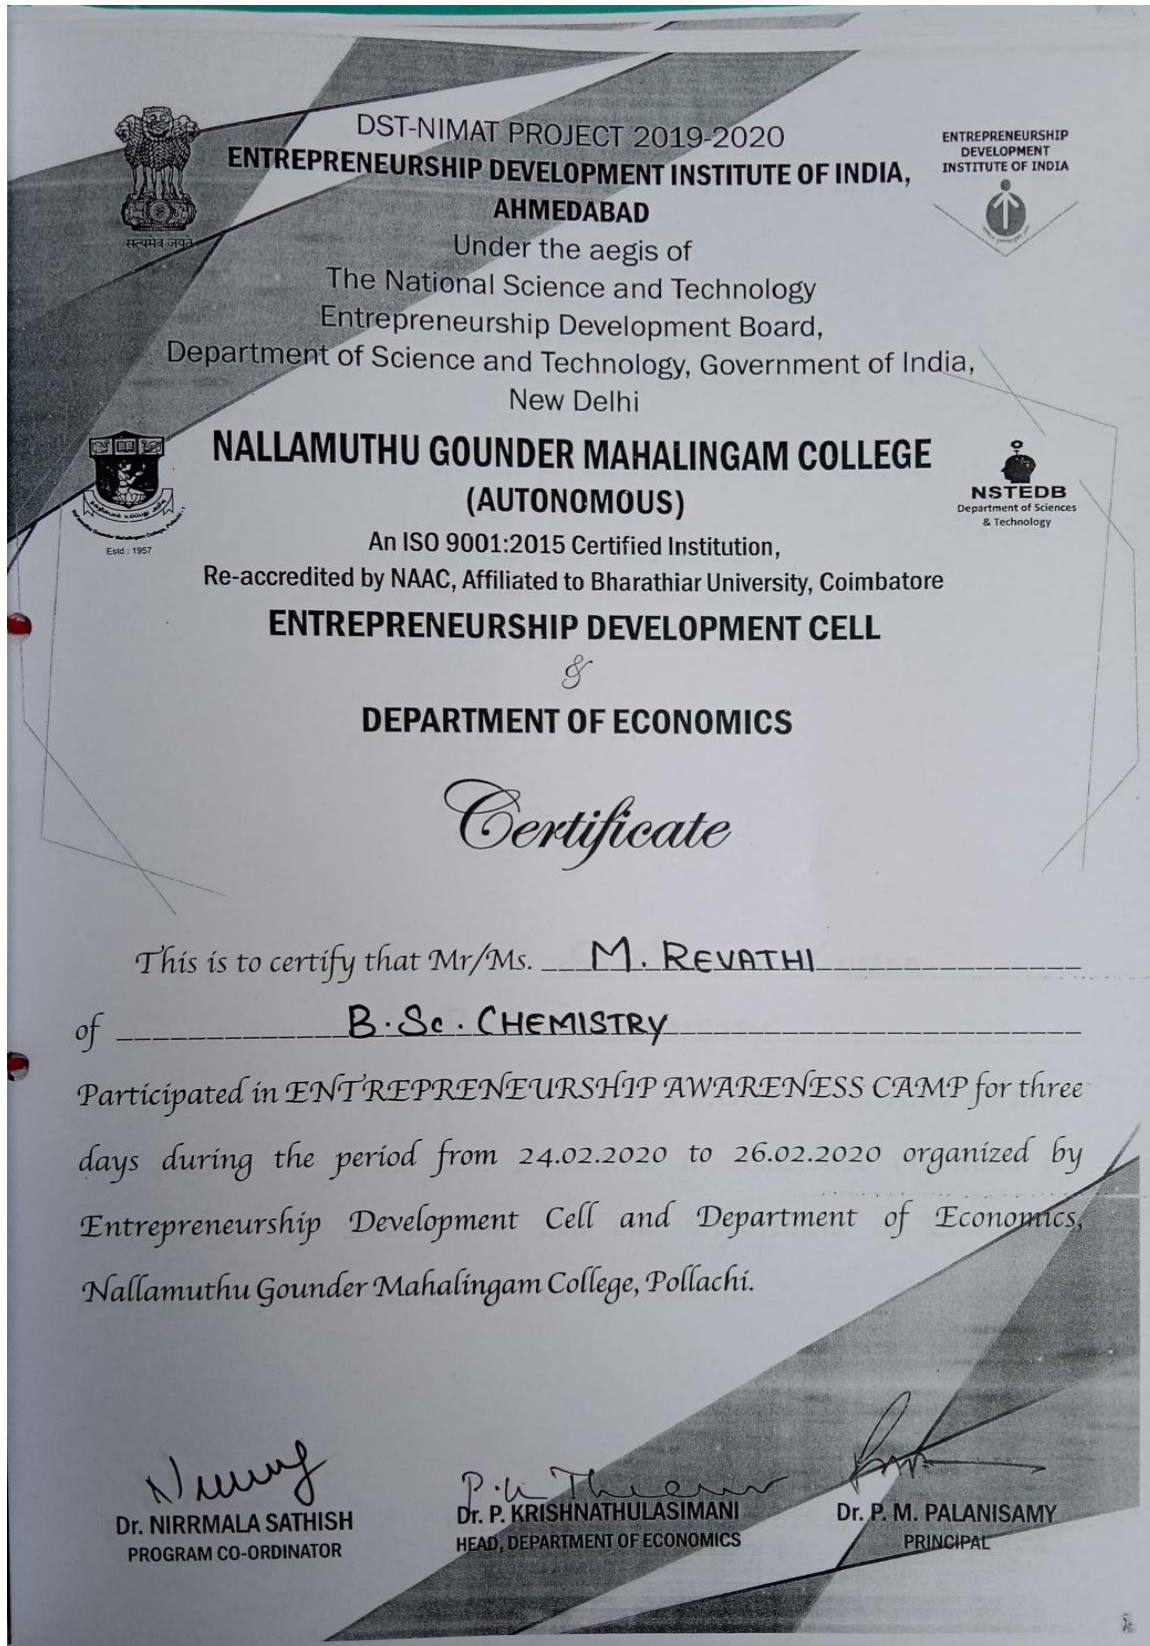 DST-NIMAT PROJECT 2019-2020
ENTREPRENEURSHIP DEVELOPMENT INSTITUTE OF INDIA,
AHMEDABAD
सत्यमेव जयते
ENTREPRENEURSHIP
DEVELOPMENT
INSTITUTE OF INDIA
Under the aegis of
The National Science and Technology
Entrepreneurship Development Board,
Department of Science and Technology, Government of India,
New Delhi
NALLAMUTHU GOUNDER MAHALINGAM COLLEGE
(AUTONOMOUS)
Estd : 1957
NSTEDB
Department of Sciences
& Technology
An ISO 9001:2015 Certified Institution,
Re-accredited by NAAC, Affiliated to Bharathiar University, Coimbatore
ENTREPRENEURSHIP DEVELOPMENT CELL
&
DEPARTMENT OF ECONOMICS
Certificate
This is to certify that Mr/Ms. M. REVATHI
of B.Sc. CHEMISTRY
Participated in ENTREPRENEURSHIP AWARENESS CAMP for three
days during the period from 24.02.2020 to 26.02.2020 organized by
Entrepreneurship Development Cell and Department of Economics,
Nallamuthu Gounder Mahalingam College, Pollachi.
Dr. NIRRMALA SATHISH
PROGRAM CO-ORDINATOR
Dr. P. KRISHNATHULASIMANI
HEAD, DEPARTMENT OF ECONOMICS
Dr. P. M. PALANISAMY
PRINCIPAL